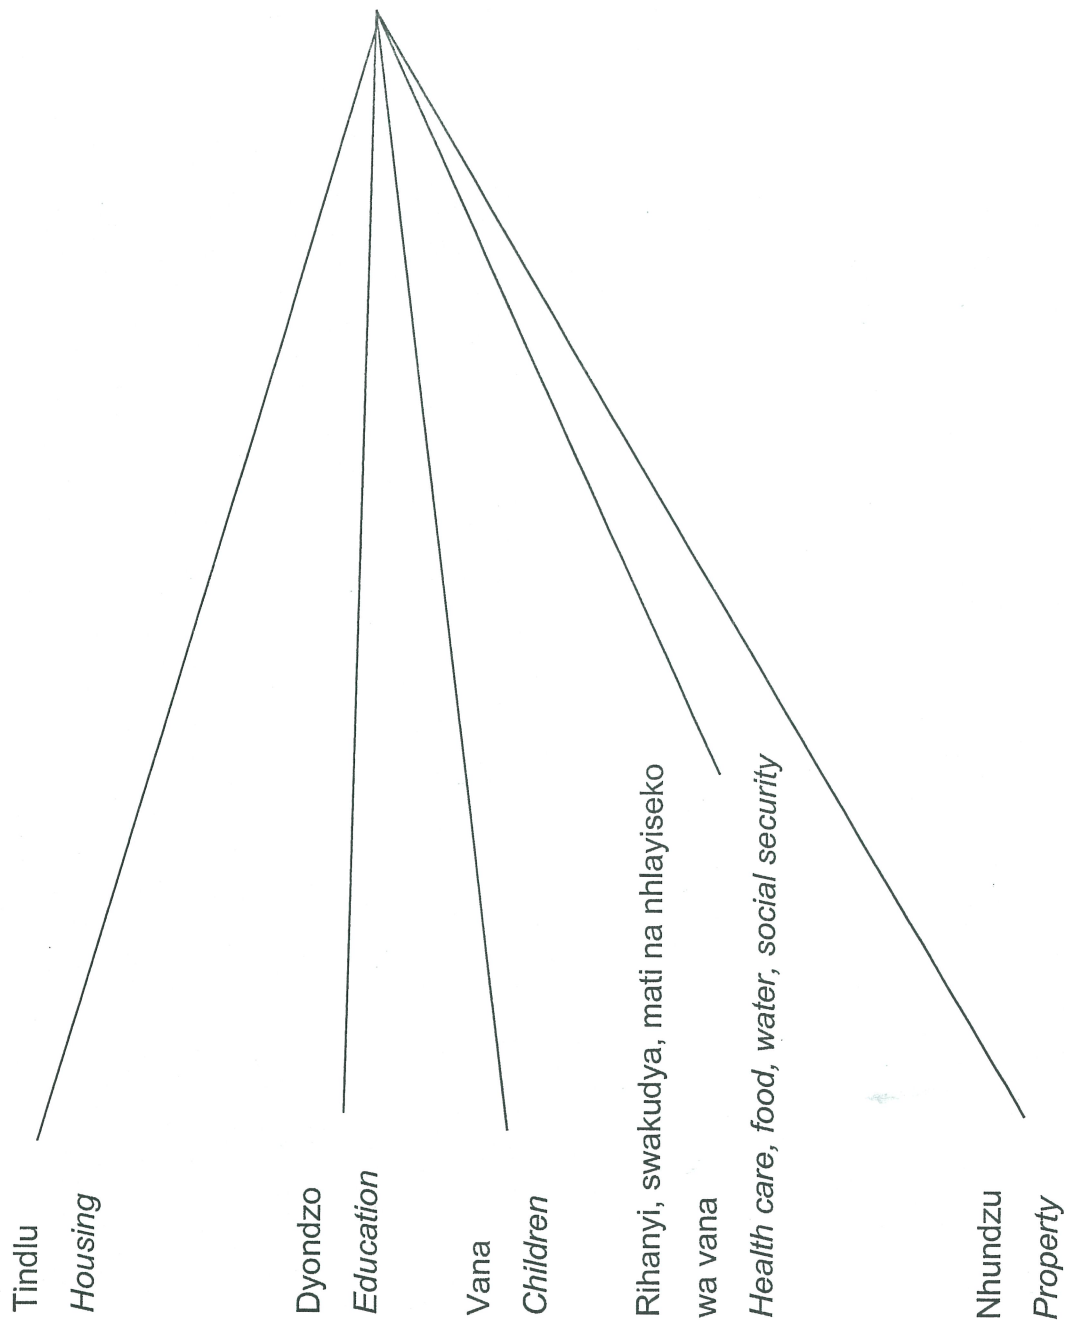 Tindlu
Housing
Dyondzo
Education
Vana
Children
Rihanyi, swakudya, mati na nhlayiseko
wa vana
Health care, food, water, social security
Nhundzu
Property